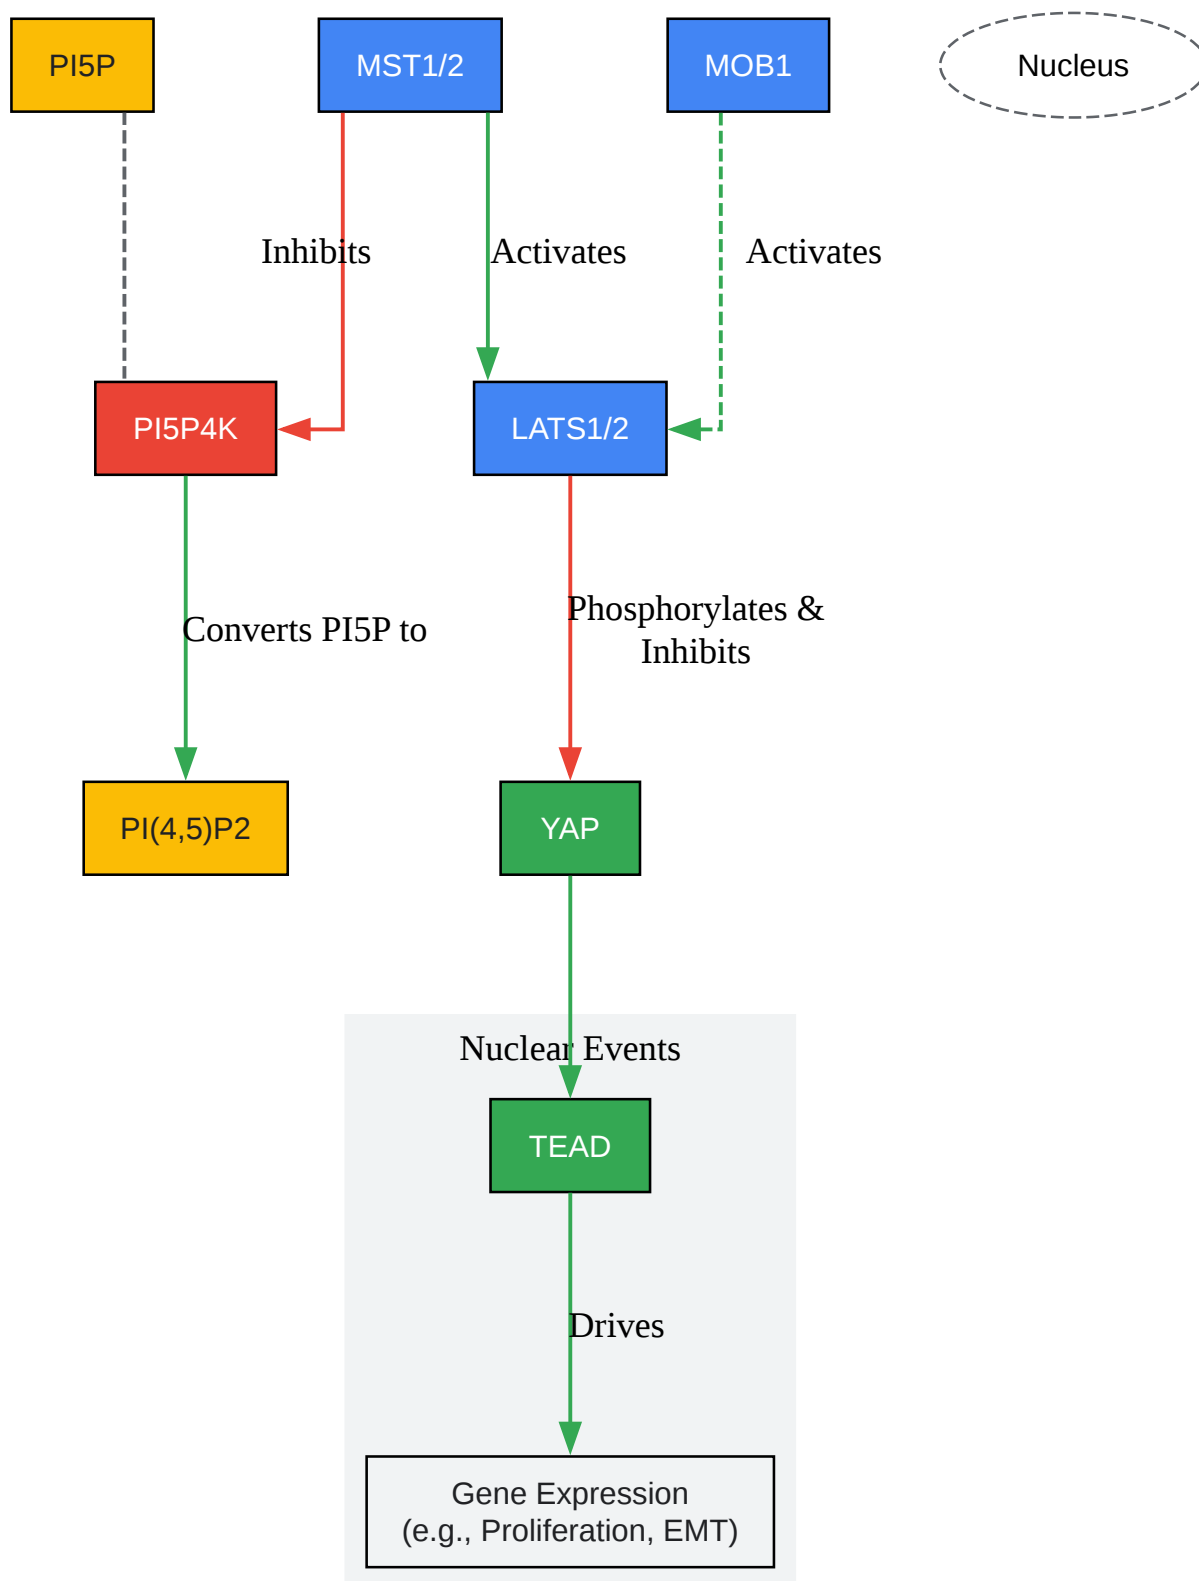 PI5P
MST1/2
MOB1
Nucleus
Inhibits
Activates
Activates
PI5P4K
LATS1/2
Converts PI5P to
Phosphorylates &
Inhibits
PI(4,5)P2
YAP
Nuclear Events
TEAD
Drives
Gene Expression
(e.g., Proliferation, EMT)